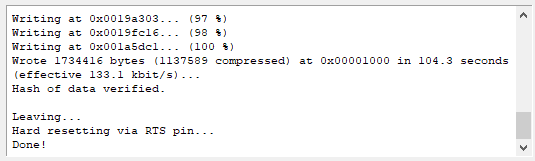 Writing at 0x0019a303... (97 %)
Writing at 0x0019fc16... (98 %)
Writing at 0x001a5dc1... (100 %)
Wrote 1734416 bytes (1137589 compressed) at 0x00001000 in 104.3 seconds
(effective 133.1 kbit/s)...
Hash of data verified.

Leaving...
Hard resetting via RTS pin...
Done!